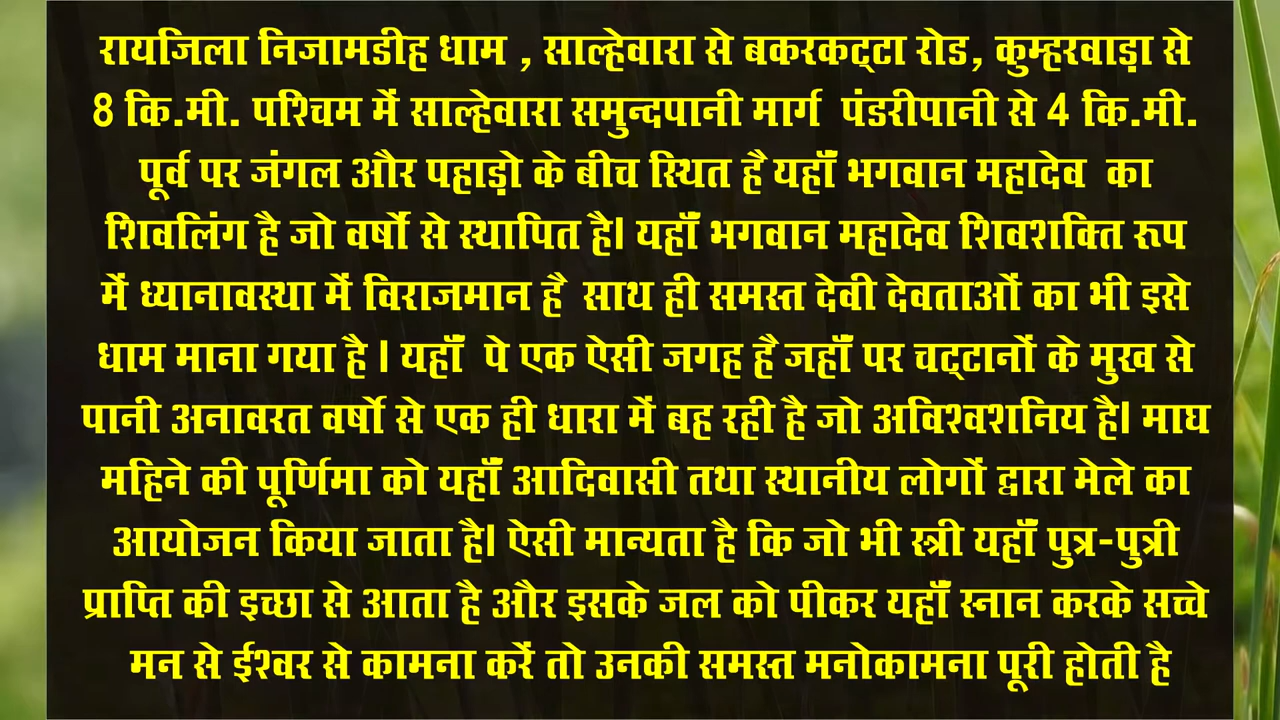 रायजिला निजामडीह धाम , साल्हेवारा से बकरकट्टा रोड, कुम्हरवाड़ा से
8 कि.मी. पश्चिम में साल्हेवारा समुन्दपानी मार्ग पंडरीपानी से 4 कि.मी.
पूर्व पर जंगल और पहाड़ो के बीच स्थित है यहाँ भगवान महादेव का
शिवलिंग है जो वर्षो से स्थापित है। यहाँ भगवान महादेव शिवशक्ति रूप
में ध्यानावस्था में विराजमान है साथ ही समस्त देवी देवताओं का भी इसे
धाम माना गया है । यहाँ पे एक ऐसी जगह है जहाँ पर चट्टानों के मुख से
पानी अनावरत वर्षो से एक ही धारा में बह रही है जो अविश्वशनिय है। माघ
महिने की पूर्णिमा को यहाँ आदिवासी तथा स्थानीय लोगों द्वारा मेले का
आयोजन किया जाता है। ऐसी मान्यता है कि जो भी स्त्री यहाँ पुत्र-पुत्री
प्राप्ति की इच्छा से आता है और इसके जल को पीकर यहाँ स्नान करके सच्चे
मन से ईश्वर से कामना करें तो उनकी समस्त मनोकामना पूरी होती है